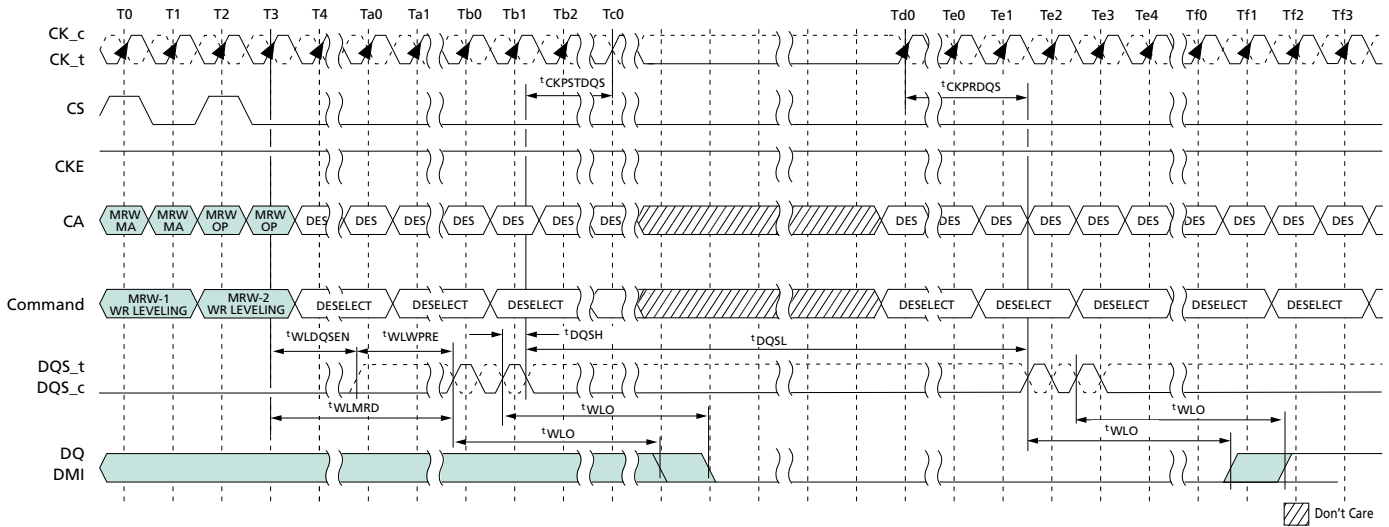 T0 T1 T2 T3 T4 Ta0 Ta1 Tb0 Tb1 Tb2 Tc0 Td0 Te0 Te1 Te2 Te3 Te4 Tf0 Tf1 Tf2 Tf3
CK_c
CK_t
tCKPSTDQS tCKPRDQS
CS
CKE
CA
MRW MA
MRW MA
MRW OP
MRW OP
DES DES DES DES DES DES DES DES DES DES DES DES DES DES DES DES DES
Command
MRW-1 WR LEVELING
MRW-2 WR LEVELING
DESELECT DESELECT DESELECT DESELECT DESELECT DESELECT DESELECT DESELECT
tWLDQSEN tWLWPRE tDQSH tDQSL
DQS_t
DQS_c
tWLMRD tWLO tWLO
tWLO tWLO
DQ
DMI
Don't Care